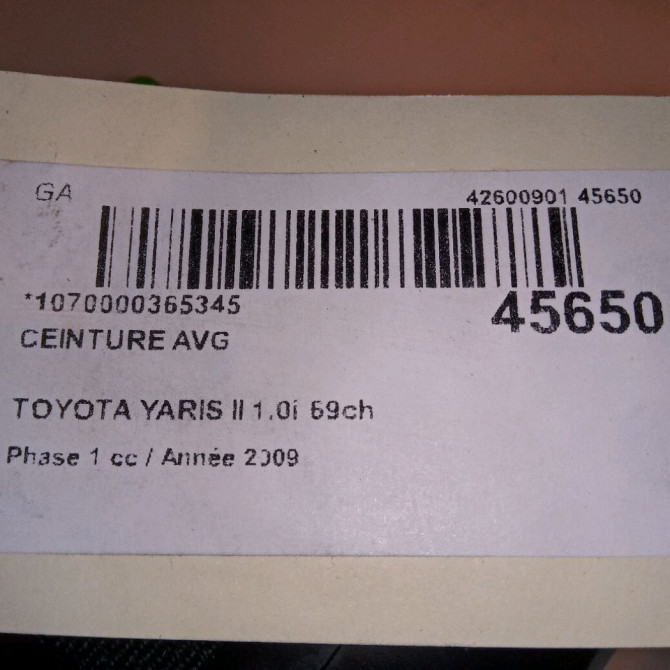 GA
42600901 45650
*1070000365345
45650
CEINTURE AVG
TOYOTA YARIS II 1.0i 69ch
Phase 1 cc / Année 2009